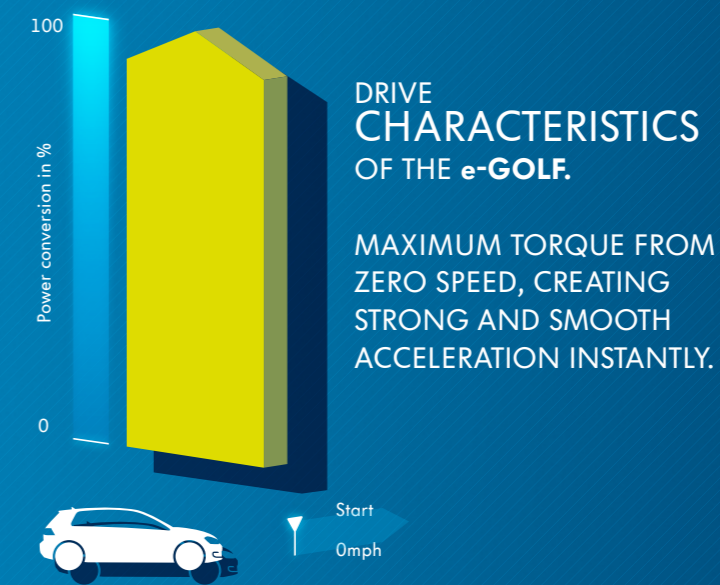 100
Power conversion in %
0
DRIVE
CHARACTERISTICS
OF THE e-GOLF.
MAXIMUM TORQUE FROM
ZERO SPEED, CREATING
STRONG AND SMOOTH
ACCELERATION INSTANTLY.
Start
0mph